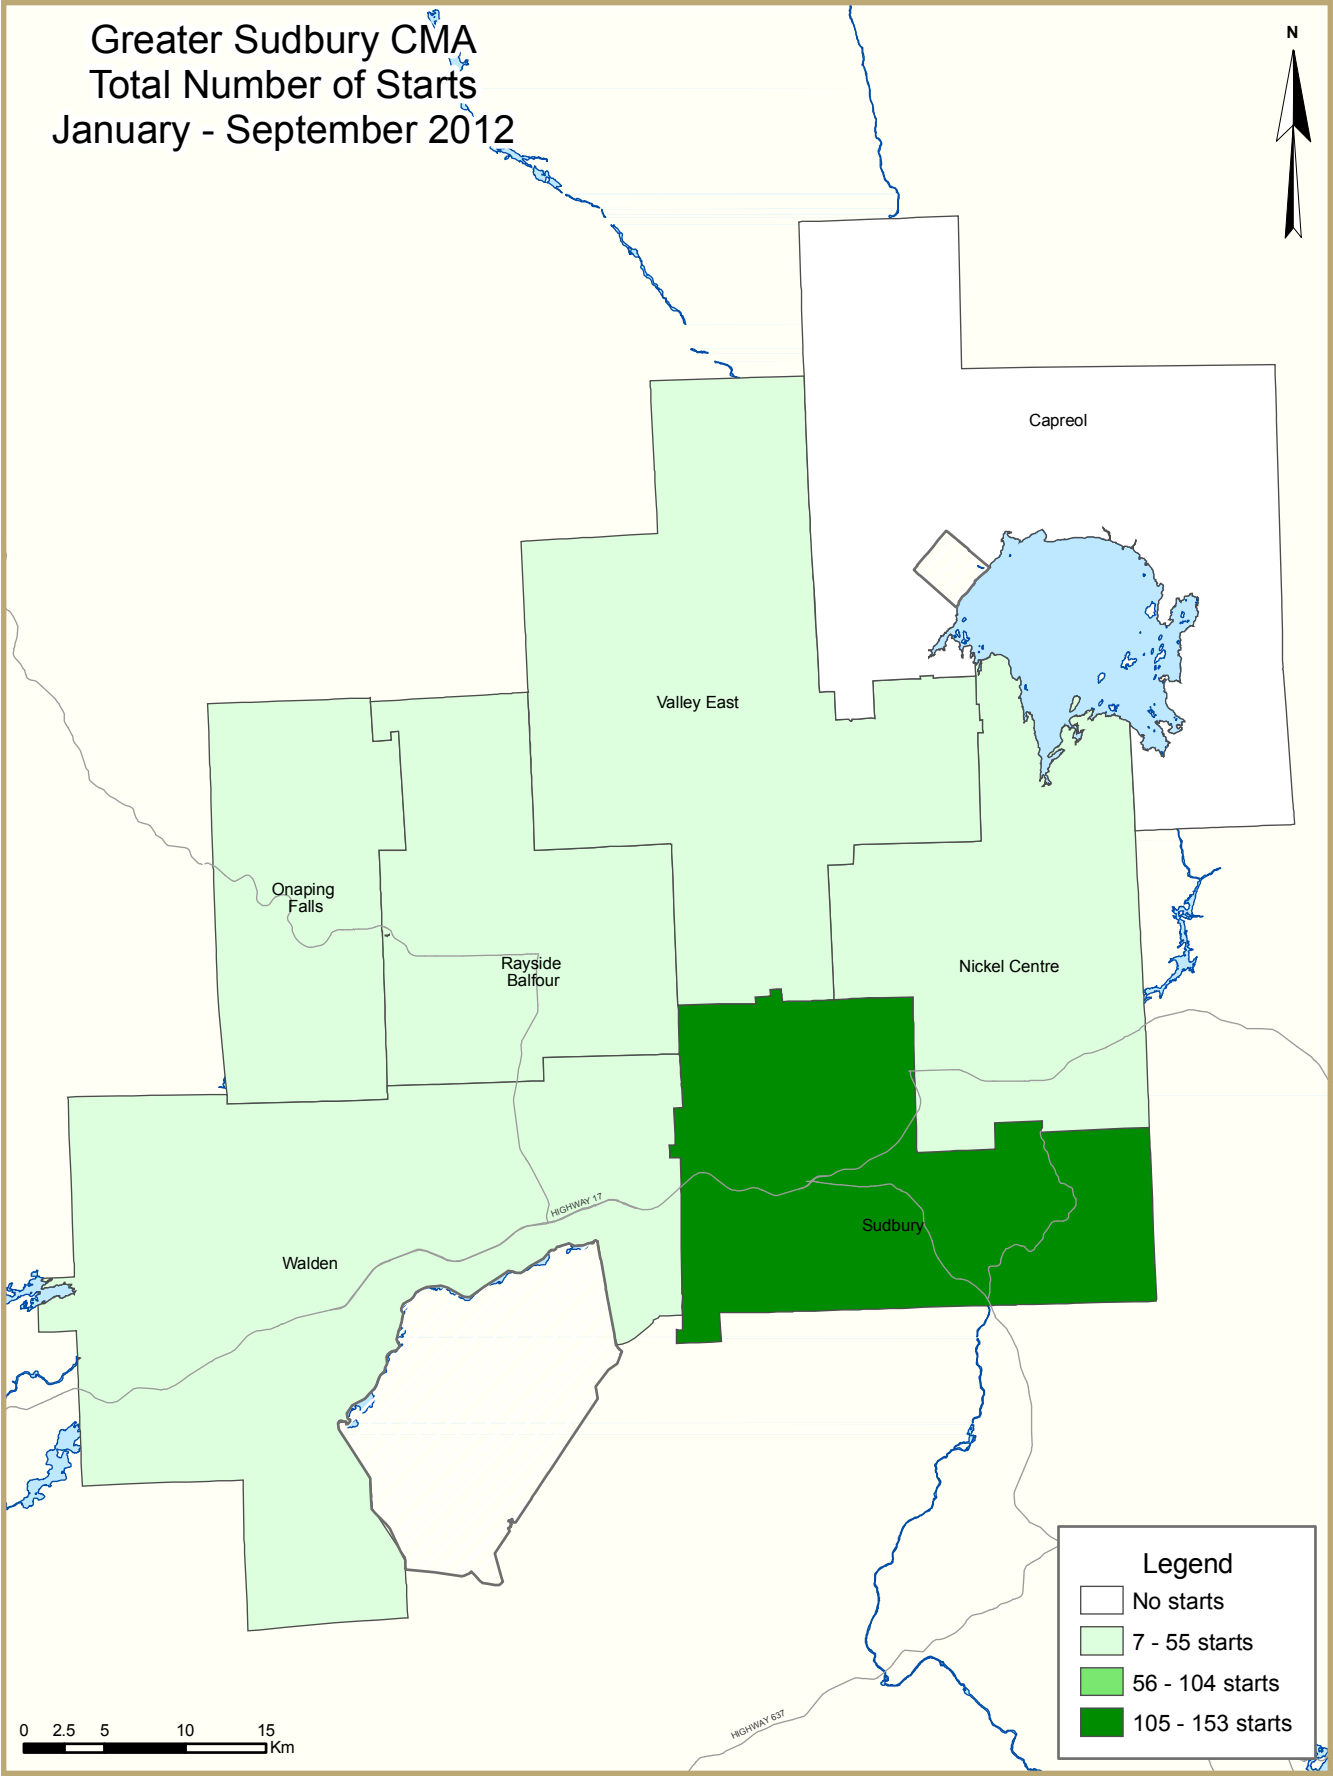 Greater Sudbury CMA
Total Number of Starts
January - September 2012
N
Capreol
Valley East
Onaping
Falls
Rayside
Balfour
Nickel Centre
HIGHWAY 17
Sudbury
Walden
HIGHWAY 637
Legend
No starts
7 - 55 starts
56 - 104 starts
105 - 153 starts
0 2.5 5 10 15
Km